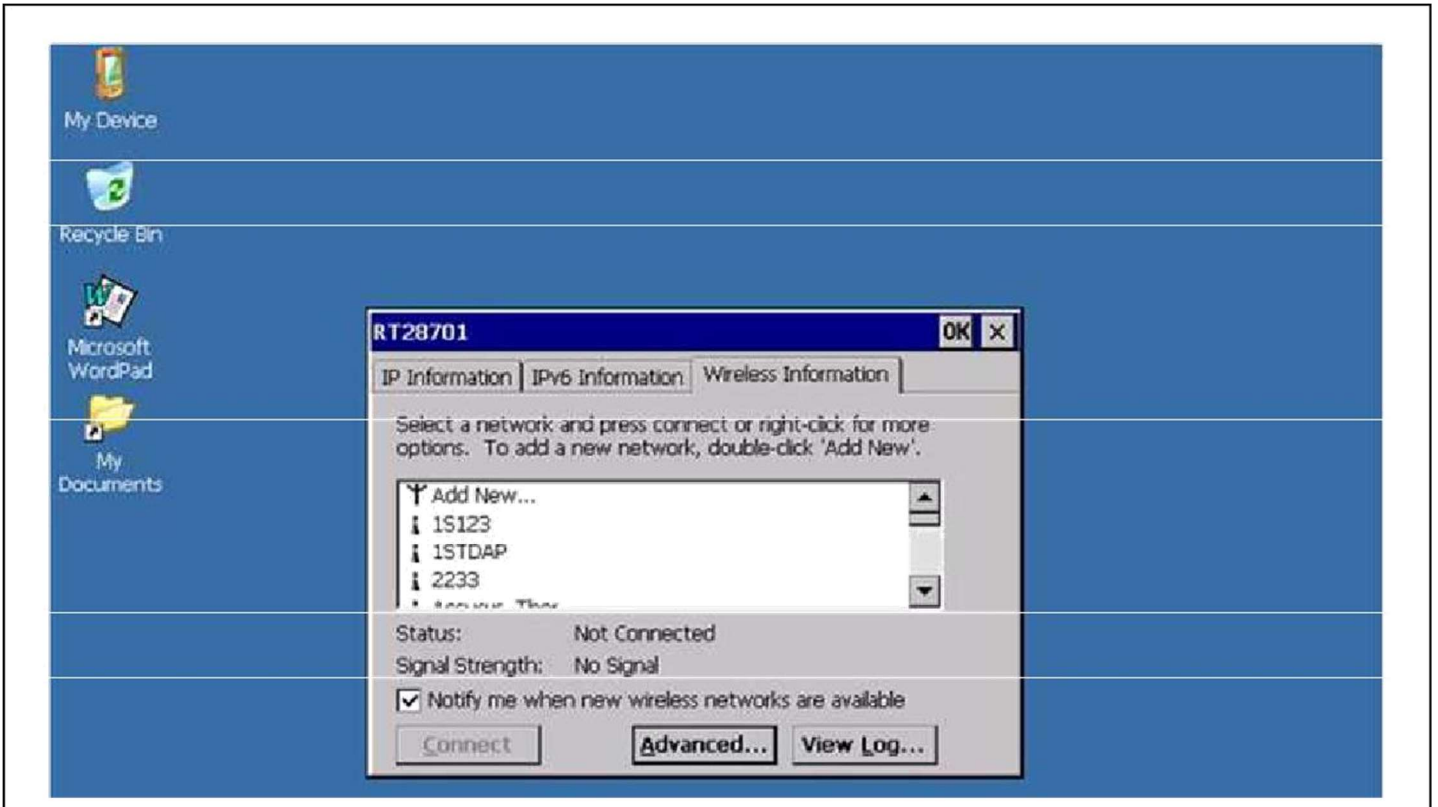 My Device
Recycle Bin
Microsoft
WordPad
My
Documents
RT28701
OK
IP Information
IPv6 Information
Wireless Information
Select a network and press connect or right-click for more
options. To add a new network, double-click 'Add New'.
Add New...
1S123
1STDAP
2233
Status: Not Connected
Signal Strength: No Signal
Notify me when new wireless networks are available
Connect
Advanced...
View Log...